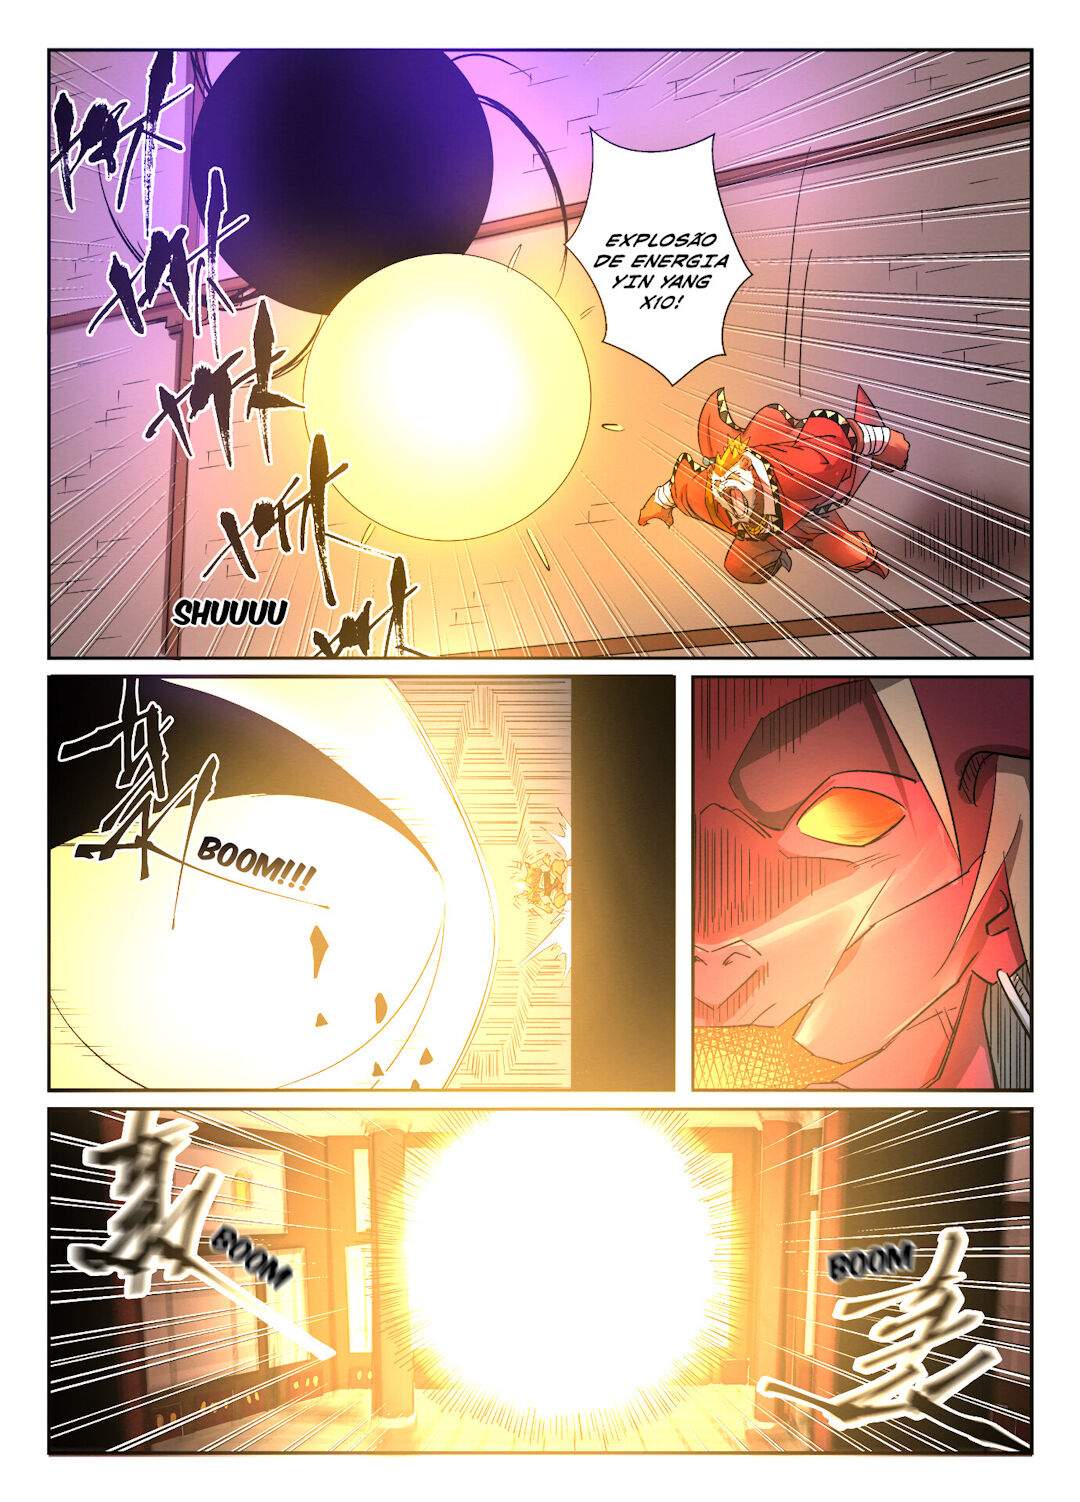 EXPLOSÃO
DE ENERGIA
YIN YANG
XIO!
SHUUUU
BOOM!!!
BOOM
BOOM